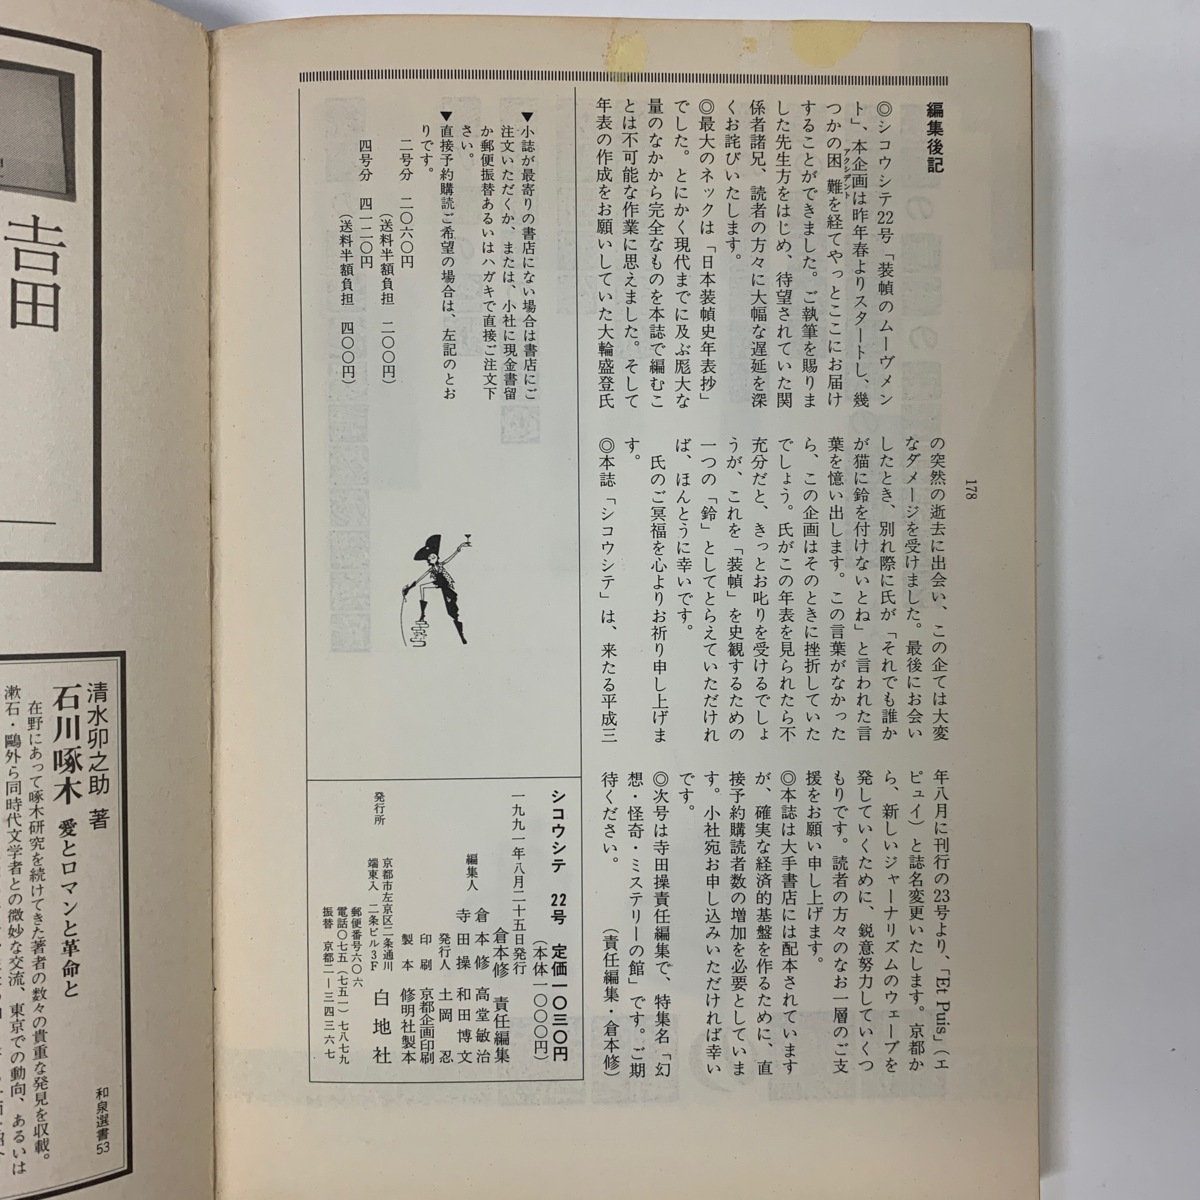 178
編集後記
◎シコウシテ22号「装幀のムーヴメン
ト」、本企画は昨年春よりスタートし、幾
つかの困難を経てやっとここにお届け
アクシデント
することができました。ご執筆を賜りま
した先生方をはじめ、待望されていた関
係者諸兄、読者の方々に大幅な遅延を深
くお詫びいたします。
◎最大のネックは「日本装幀史年表抄」
でした。とにかく現代までに及ぶ厖大な
量のなかから完全なものを本誌で編むこ
とは不可能な作業に思えました。そして
年表の作成をお願いしていた大輪盛登氏
の突然の逝去に出会い、この企ては大変
なダメージを受けました。最後にお会い
したとき、別れ際に氏が「それでも誰か
が猫に鈴を付けないとね」と言われた言
葉を憶い出します。この言葉がなかった
ら、この企画はそのときに挫折していた
でしょう。氏がこの年表を見られたら不
充分だと、きっとお叱りを受けるでしょ
うが、これを「装幀」を史観するための
一つの「鈴」としてとらえていただけれ
ば、ほんとうに幸いです。
氏のご冥福を心よりお祈り申し上げま
す。
◎本誌「シコウシテ」は、来たる平成三
年八月に刊行の23号より、「Et Puis」（エ
ピュイ）と誌名変更いたします。京都か
ら、新しいジャーナリズムのウェーブを
発していくために、鋭意努力していくつ
もりです。読者の方々のなお一層のご支
援をお願い申し上げます。
◎本誌は大手書店には配本されています
が、確実な経済的基盤を作るために、直
接予約購読者数の増加を必要としていま
す。小社宛お申し込みいただければ幸い
です。
◎次号は寺田操責任編集で、特集名「幻
想・怪奇・ミステリーの館」です。ご期
待ください。　（責任編集・倉本修）
▼小誌が最寄りの書店にない場合は書店にご
注文いただくか、または、小社に現金書留
か郵便振替あるいはハガキで直接ご注文下
さい。
▼直接予約購読ご希望の場合は、左記のとお
りです。
二号分　二〇六〇円
（送料半額負担　二〇〇円）
四号分　四一二〇円
（送料半額負担　四〇〇円）
シコウシテ　22号　定価一〇三〇円
（本体一〇〇〇円）
一九九一年八月二十五日発行
倉本修　責任編集
編集人　倉本修　高堂敏治
寺田操　和田博文
発行人　土岡忍
印刷　京都企画印刷
製本　修明社製本
発行所　白地社
京都市左京区二条通川
端東入　二条ビル3F
郵便番号六〇六
電話〇七五（七五一）七八七九
振替　京都二―三四三六七
吉田
清水卯之助 著
石川啄木 愛とロマンと革命と
在野にあって啄木研究を続けてきた著者の数々の貴重な発見を収載。
漱石・鷗外ら同時代文学者との微妙な交流、東京での動向、あるいは
和泉選書53